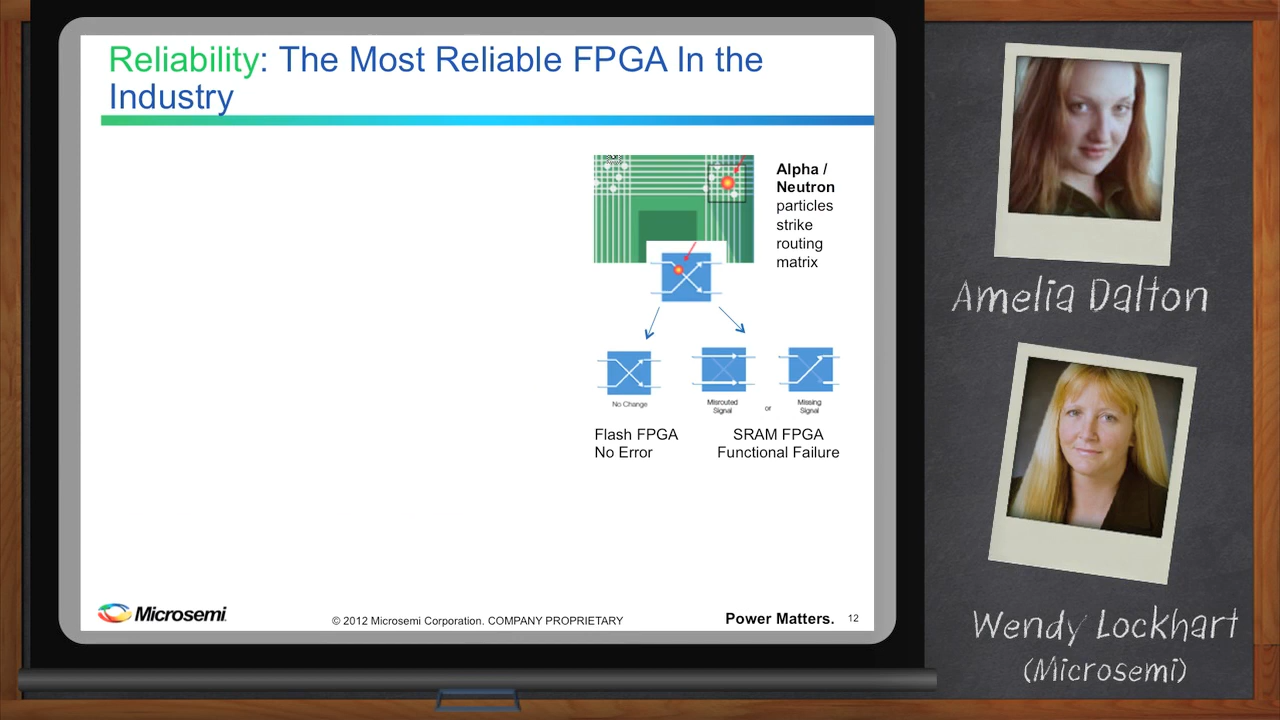 Reliability: The Most Reliable FPGA In the
Industry
Alpha /
Neutron
particles
strike
routing
matrix
No Change
Misrouted
Signal
or
Missing
Signal
Flash FPGA
No Error
SRAM FPGA
Functional Failure
Microsemi
© 2012 Microsemi Corporation. COMPANY PROPRIETARY
Power Matters.
12
Amelia Dalton
Wendy Lockhart
(Microsemi)